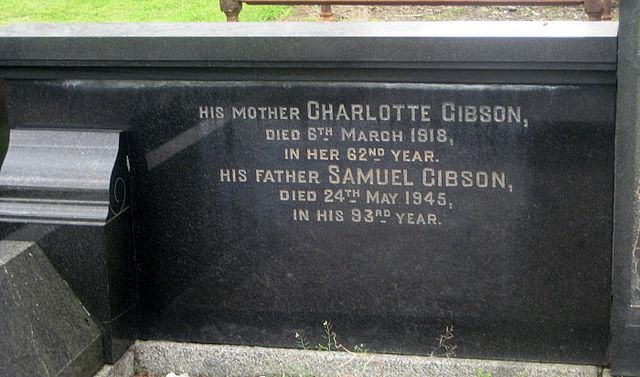 HIS MOTHER CHARLOTTE GIBSON,
DIED 6TH MARCH 1918,
IN HER 62ND YEAR.
HIS FATHER SAMUEL GIBSON,
DIED 24TH MAY 1945,
IN HIS 93RD YEAR.